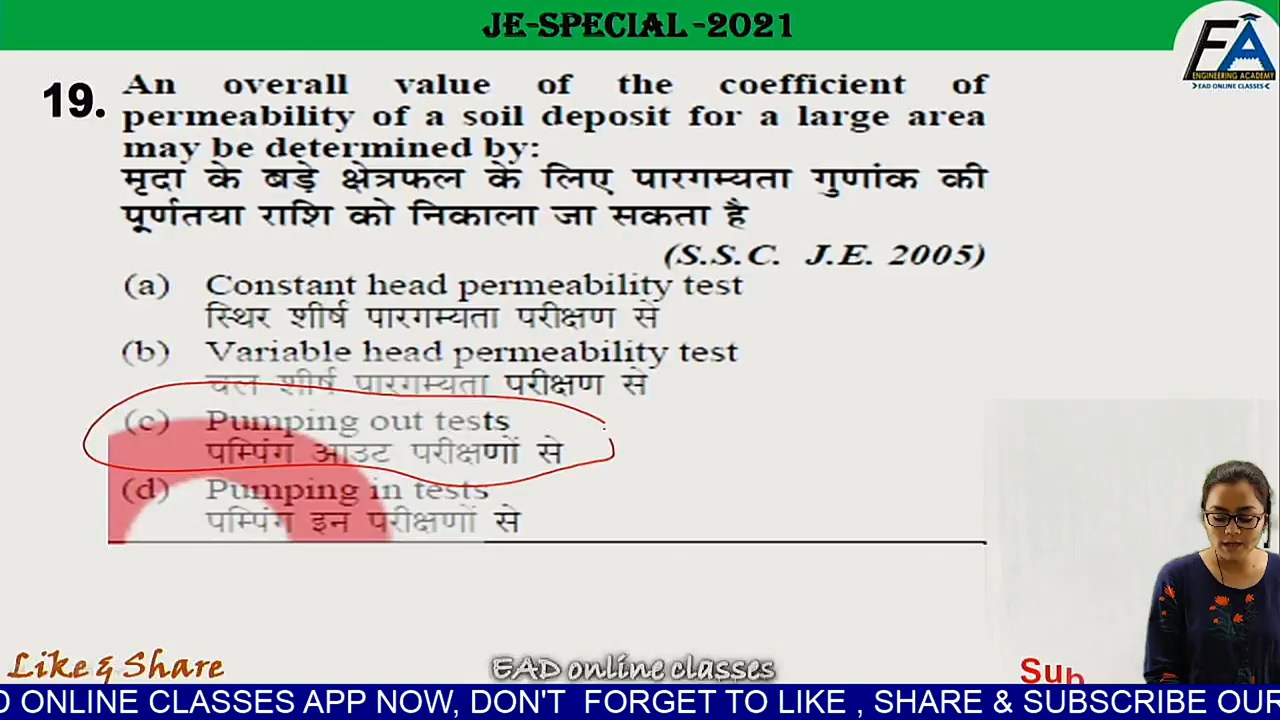 JE-SPECIAL-2021
EA
ENGINEERING ACADEMY
EAD ONLINE CLASSES
19. An overall value of the coefficient of
permeability of a soil deposit for a large area
may be determined by:
मृदा के बड़े क्षेत्रफल के लिए पारगम्यता गुणांक की
पूर्णतया राशि को निकाला जा सकता है
(S.S.C. J.E. 2005)
(a) Constant head permeability test
स्थिर शीर्ष पारगम्यता परीक्षण से
(b) Variable head permeability test
चल शीर्ष पारगम्यता परीक्षण से
(c) Pumping out tests
पम्पिंग आउट परीक्षणों से
(d) Pumping in tests
पम्पिंग इन परीक्षणों से
Like & Share
EAD online classes
Sub
D ONLINE CLASSES APP NOW, DON'T FORGET TO LIKE , SHARE & SUBSCRIBE OUR